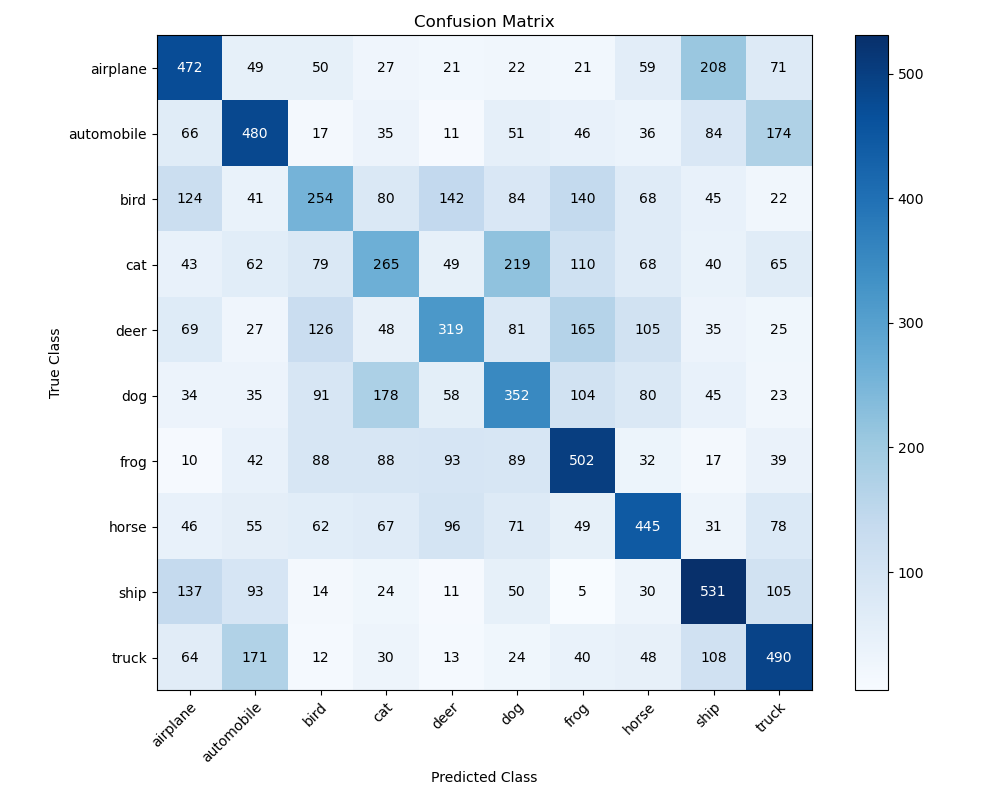 Confusion Matrix
airplane 472 49 50 27 21 22 21 59 208 71
automobile 66 480 17 35 11 51 46 36 84 174
bird 124 41 254 80 142 84 140 68 45 22
cat 43 62 79 265 49 219 110 68 40 65
deer 69 27 126 48 319 81 165 105 35 25
dog 34 35 91 178 58 352 104 80 45 23
frog 10 42 88 88 93 89 502 32 17 39
horse 46 55 62 67 96 71 49 445 31 78
ship 137 93 14 24 11 50 5 30 531 105
truck 64 171 12 30 13 24 40 48 108 490
airplane automobile bird cat deer dog frog horse ship truck
Predicted Class
True Class
500
400
300
200
100